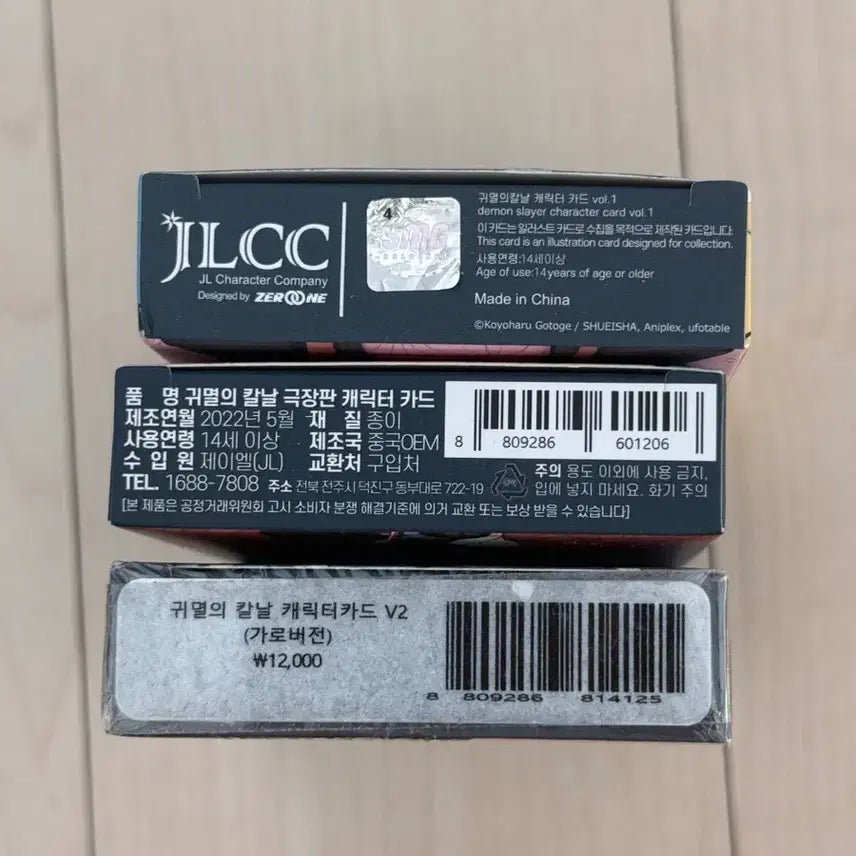 JLCC
JL Character Company
Designed by ZEROONE
4
SMG
귀멸의칼날 캐릭터 카드 vol.1
demon slayer character card vol.1
이 카드는 일러스트 카드로 수집을 목적으로 제작된 카드입니다.
This card is an illustration card designed for collection.
사용연령:14세이상
Age of use:14years of age or older
Made in China
©Koyoharu Gotoge / SHUEISHA, Aniplex, ufotable
품 명 귀멸의 칼날 극장판 캐릭터 카드
제조연월 2022년 5월 재 질 종이
사용연령 14세 이상 제조국 중국OEM
수 입 원 제이엘(JL) 교환처 구입처
TEL. 1688-7808 주소 전북 전주시 덕진구 동부대로 722-19
[본 제품은 공정거래위원회 고시 소비자 분쟁 해결기준에 의거 교환 또는 보상 받을 수 있습니다]
8 809286 601206
주의 용도 이외에 사용 금지,
입에 넣지 마세요. 화기 주의
귀멸의 칼날 캐릭터카드 V2
(가로버전)
₩12,000
8 809286 814125